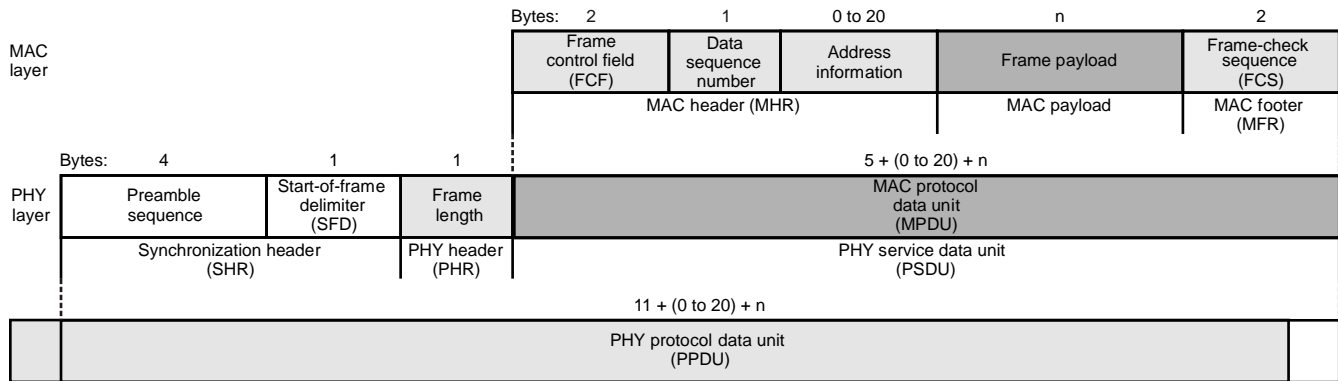 Bytes: 2 1 0 to 20 n 2
MAC
layer
Frame
control field
(FCF)
Data
sequence
number
Address
information
Frame payload
Frame-check
sequence
(FCS)
MAC header (MHR)
MAC payload
MAC footer
(MFR)
Bytes: 4 1 1 5 + (0 to 20) + n
PHY
layer
Preamble
sequence
Start-of-frame
delimiter
(SFD)
Frame
length
MAC protocol
data unit
(MPDU)
Synchronization header
(SHR)
PHY header
(PHR)
PHY service data unit
(PSDU)
11 + (0 to 20) + n
PHY protocol data unit
(PPDU)